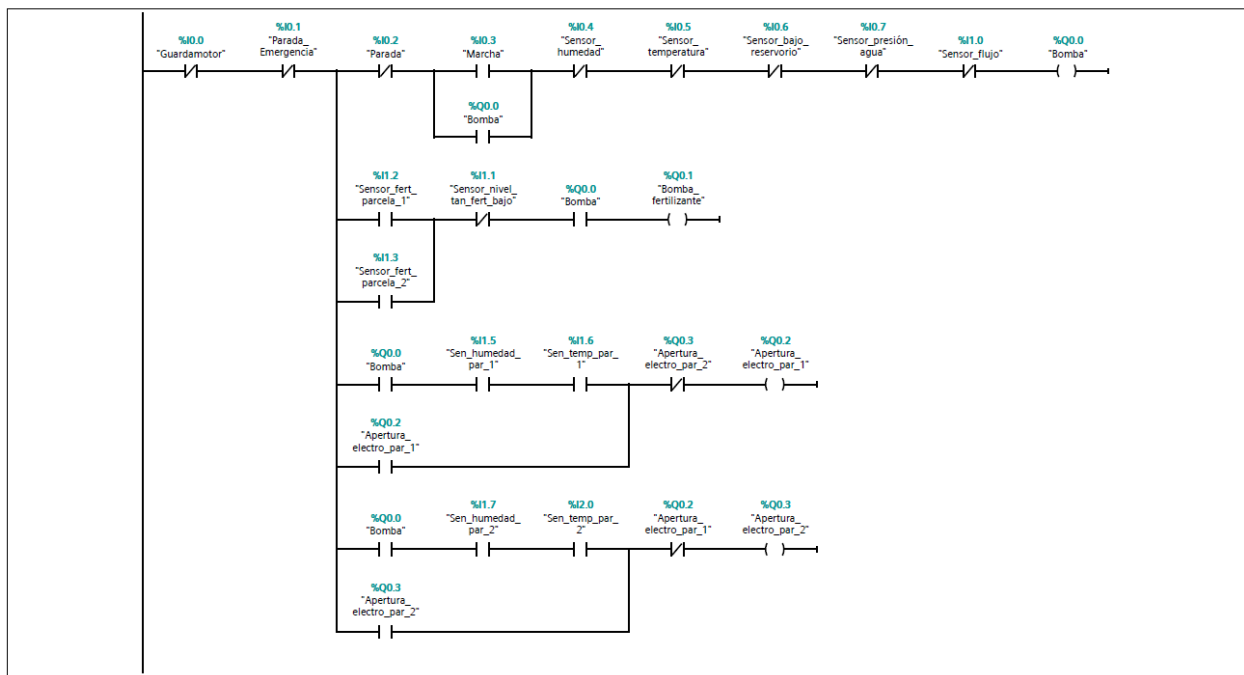 %I0.0
"Guardamotor"
%I0.1
"Parada_
Emergencia"
%I0.2
"Parada"
%I0.3
"Marcha"
%I0.4
"Sensor_
humedad"
%I0.5
"Sensor_
temperatura"
%I0.6
"Sensor_bajo_
reservorio"
%I0.7
"Sensor_presión_
agua"
%I1.0
"Sensor_flujo"
%Q0.0
"Bomba"
%Q0.0
"Bomba"
%I1.2
"Sensor_fert_
parcela_1"
%I1.1
"Sensor_nivel_
tan_fert_bajo"
%Q0.0
"Bomba"
%Q0.1
"Bomba_
fertilizante"
%I1.3
"Sensor_fert_
parcela_2"
%Q0.0
"Bomba"
%I1.5
"Sen_humedad_
par_1"
%I1.6
"Sen_temp_par_
1"
%Q0.3
"Apertura_
electro_par_2"
%Q0.2
"Apertura_
electro_par_1"
%Q0.2
"Apertura_
electro_par_1"
%Q0.0
"Bomba"
%I1.7
"Sen_humedad_
par_2"
%I2.0
"Sen_temp_par_
2"
%Q0.2
"Apertura_
electro_par_1"
%Q0.3
"Apertura_
electro_par_2"
%Q0.3
"Apertura_
electro_par_2"